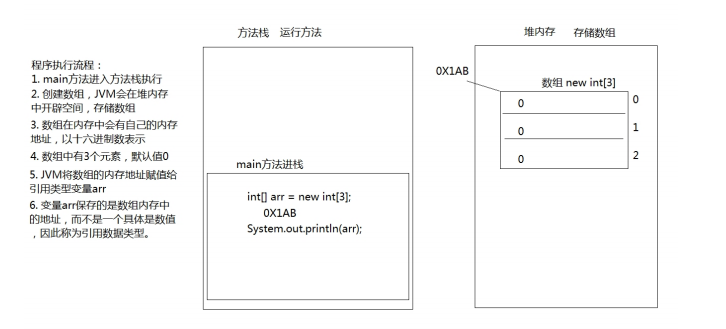 方法栈 运行方法
堆内存 存储数组
程序执行流程：
1. main方法进入方法栈执行
2. 创建数组，JVM会在堆内存
中开辟空间，存储数组
3. 数组在内存中会有自己的内存
地址，以十六进制数表示
4. 数组中有3个元素，默认值0
5. JVM将数组的内存地址赋值给
引用类型变量arr
6. 变量arr保存的是数组内存中
的地址，而不是一个具体是数值
，因此称为引用数据类型。
main方法进栈
int[] arr = new int[3];
0X1AB
System.out.println(arr);
0X1AB
数组 new int[3]
0 0
0 1
0 2